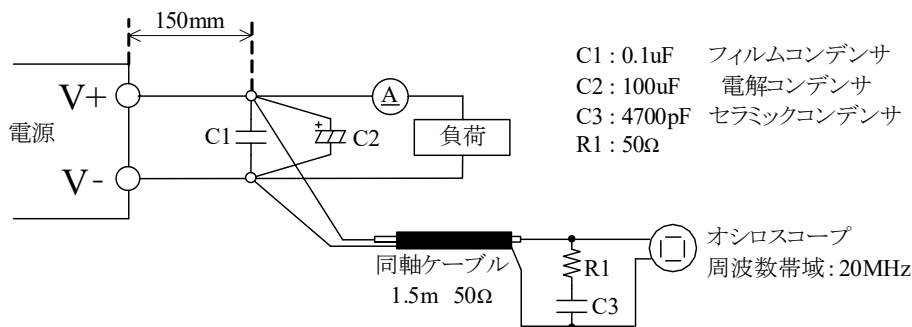 150mm
V+
電源
V-
C1
+
C2
A
負荷
C1 : 0.1uF フィルムコンデンサ
C2 : 100uF 電解コンデンサ
C3 : 4700pF セラミックコンデンサ
R1 : 50Ω
同軸ケーブル
1.5m 50Ω
R1
C3
オシロスコープ
周波数帯域：20MHz